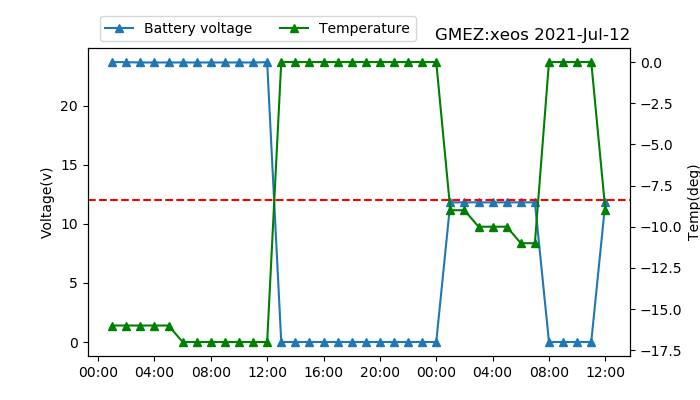 Battery voltage
Temperature
GMEZ:xeos 2021-Jul-12
Voltage(v)
20
15
10
5
0
0.0
−2.5
−5.0
−7.5
−10.0
−12.5
−15.0
−17.5
Temp(deg)
00:00 04:00 08:00 12:00 16:00 20:00 00:00 04:00 08:00 12:00